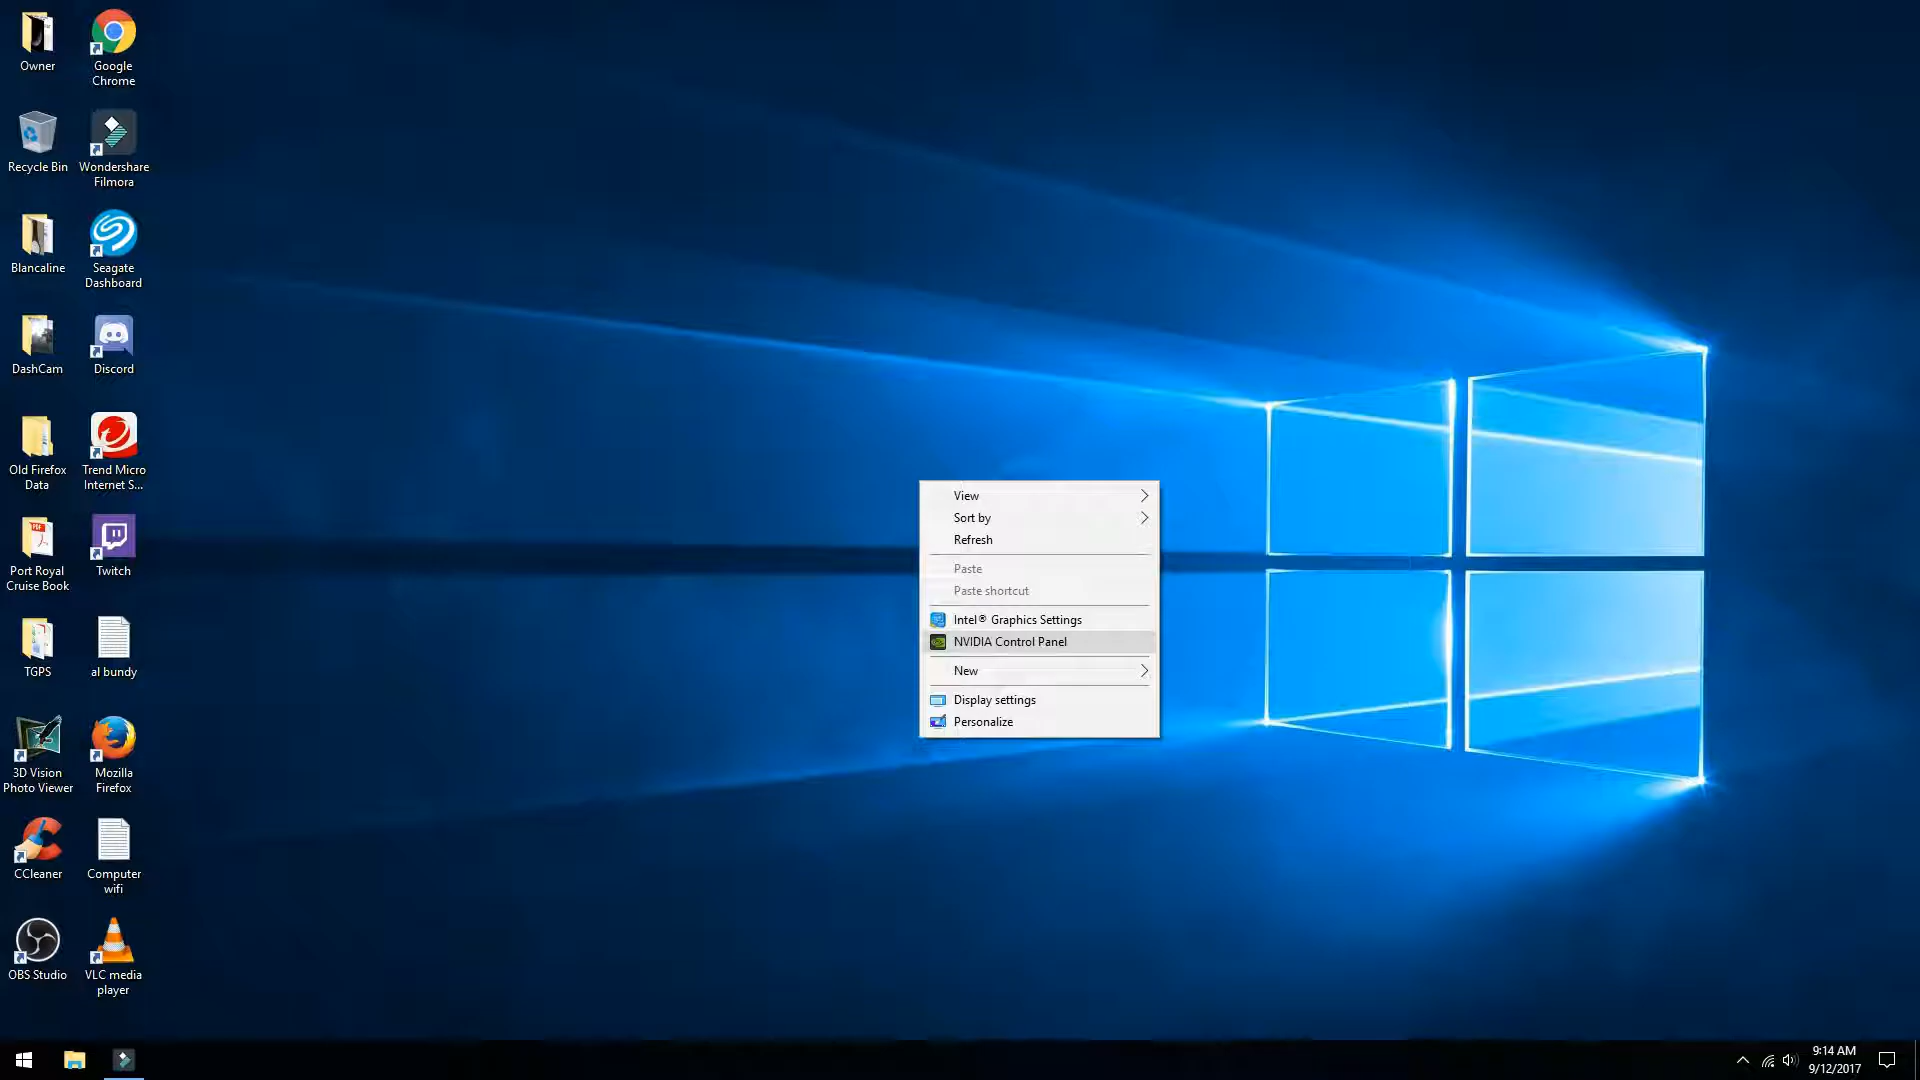 Owner
Google
Chrome
Recycle Bin
Wondershare
Filmora
Blancaline
Seagate
Dashboard
DashCam
Discord
Old Firefox
Data
Trend Micro
Internet S...
PDF
Port Royal
Cruise Book
Twitch
TGPS
al bundy
3D Vision
Photo Viewer
Mozilla
Firefox
CCleaner
Computer
wifi
OBS Studio
VLC media
player
View
Sort by
Refresh
Paste
Paste shortcut
Intel® Graphics Settings
NVIDIA Control Panel
New
Display settings
Personalize
9:14 AM
9/12/2017